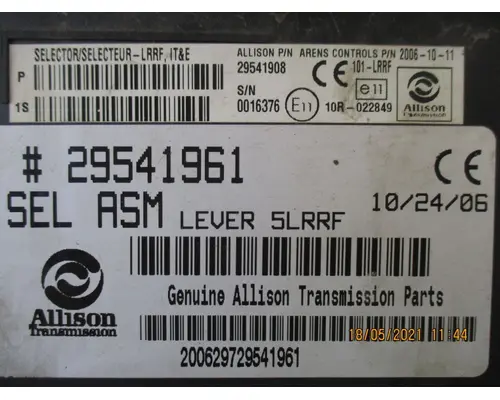 SELECTOR/SELECTEUR-LRRF, IT&E
ALLISON P/N ARENS CONTROLS P/N 2006-10-11
P
29541908
CE
101-LRRF
e11
S/N
1S
0016376
E11
10R-022849
Allison
Transmission
# 29541961
CE
SEL ASM LEVER 5LRRF
10/24/06
Allison
Transmission
Genuine Allison Transmission Parts
200629729541961
18/05/2021 11:44